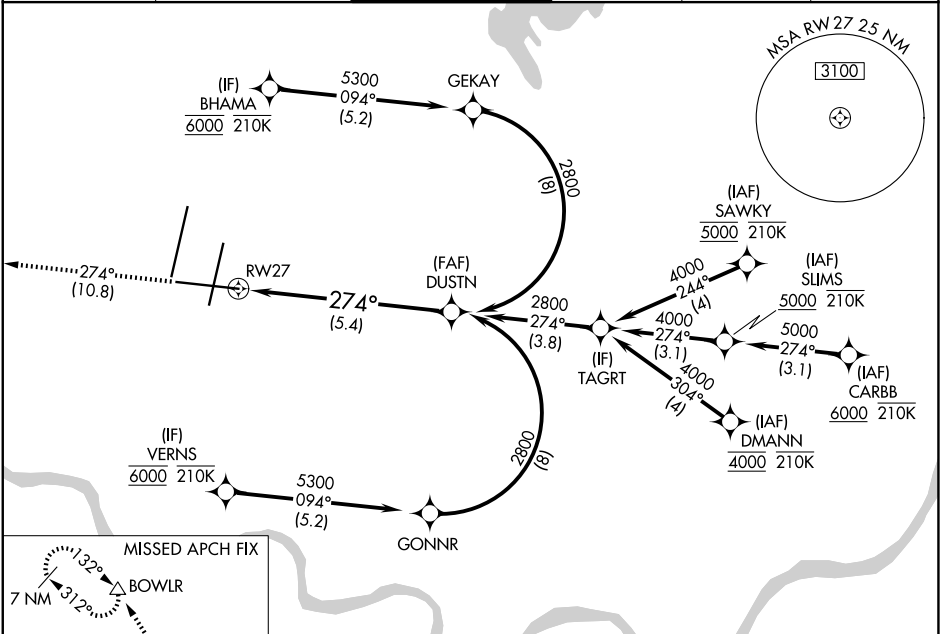 MSA RW 27 25 NM
3100
(IF)
BHAMA
6000 210K
5300
094°
(5.2)
GEKAY
2800
(8)
(IAF)
SAWKY
5000 210K
4000
244°
(4)
(IAF)
SLIMS
5000 210K
274°
(10.8)
RW27
274°
(5.4)
(FAF)
DUSTN
2800
274°
(3.8)
(IF)
TAGRT
4000
274°
(3.1)
5000
274°
(3.1)
(IAF)
CARBB
6000 210K
4000
304°
(4)
(IAF)
DMANN
4000 210K
(IF)
VERNS
6000 210K
5300
094°
(5.2)
GONNR
2800
(8)
MISSED APCH FIX
132°
BOWLR
7 NM
312°